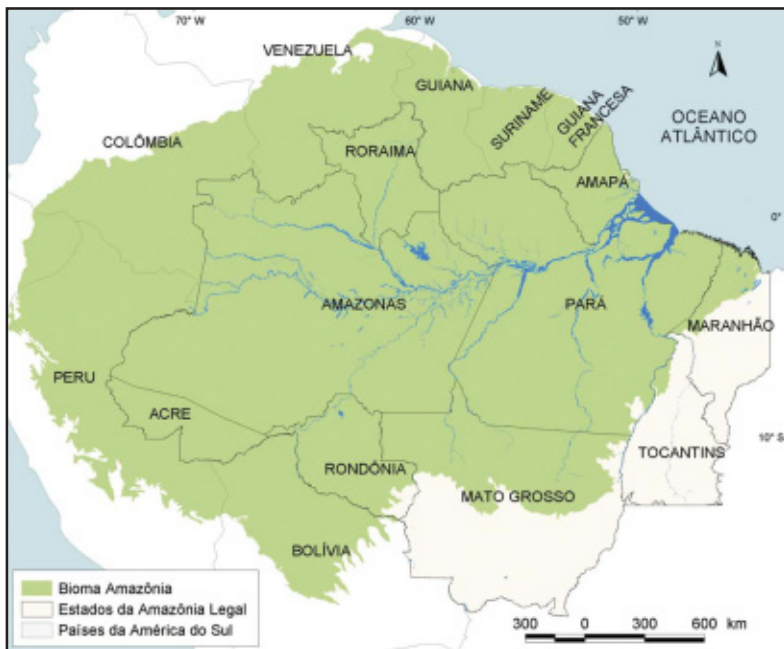 70° W
60° W
50° W
VENEZUELA
N
GUIANA
SURINAME
GUIANA
FRANCESA
OCEANO
ATLÂNTICO
COLÔMBIA
RORAIMA
AMAPÁ
0°
AMAZONAS
PARÁ
MARANHÃO
PERU
ACRE
10° S
TOCANTINS
RONDÔNIA
MATO GROSSO
BOLÍVIA
Bioma Amazônia
Estados da Amazônia Legal
Países da América do Sul
300 0 300 600 km